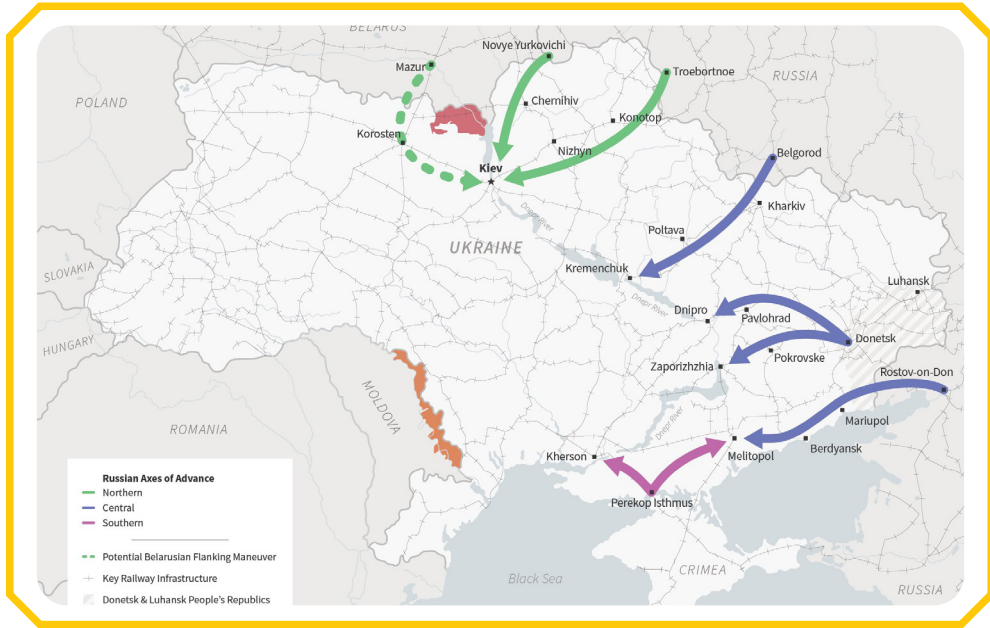 BELARUS
Novye Yurkovichi
Mazur
Troebortnoe
RUSSIA
POLAND
Chernihiv
Konotop
Korosten
Nizhyn
Belgorod
Kiev
Kharkiv
Dnepr River
Poltava
UKRAINE
SLOVAKIA
Kremenchuk
Luhansk
Dnepr River
Dnipro
Pavlohrad
HUNGARY
Donetsk
Pokrovske
Zaporizhzhia
Rostov-on-Don
MOLDOVA
Mariupol
ROMANIA
Dnepr River
Berdyansk
Kherson
Melitopol
Perekop Isthmus
Russian Axes of Advance
Northern
Central
Southern
Potential Belarusian Flanking Maneuver
Key Railway Infrastructure
Donetsk & Luhansk People's Republics
Black Sea
CRIMEA
RUSSIA